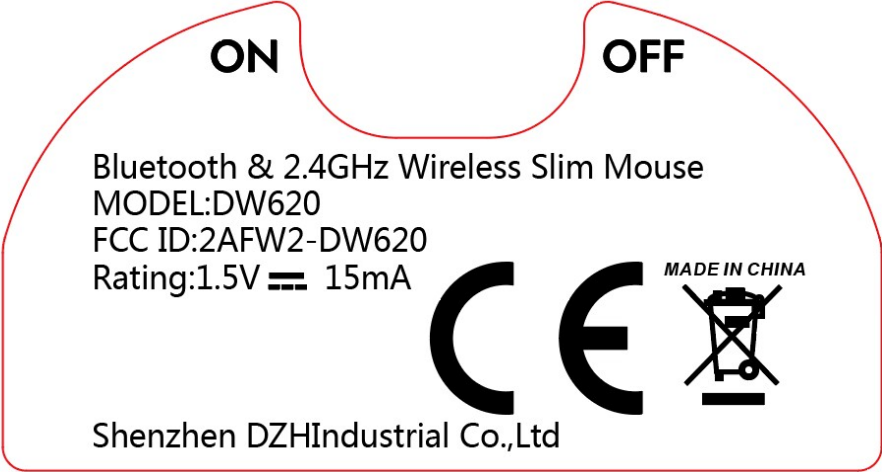 ON OFF
Bluetooth & 2.4GHz Wireless Slim Mouse
MODEL:DW620
FCC ID:2AFW2-DW620
Rating:1.5V ⎓ 15mA
MADE IN CHINA
CE
Shenzhen DZHIndustrial Co.,Ltd